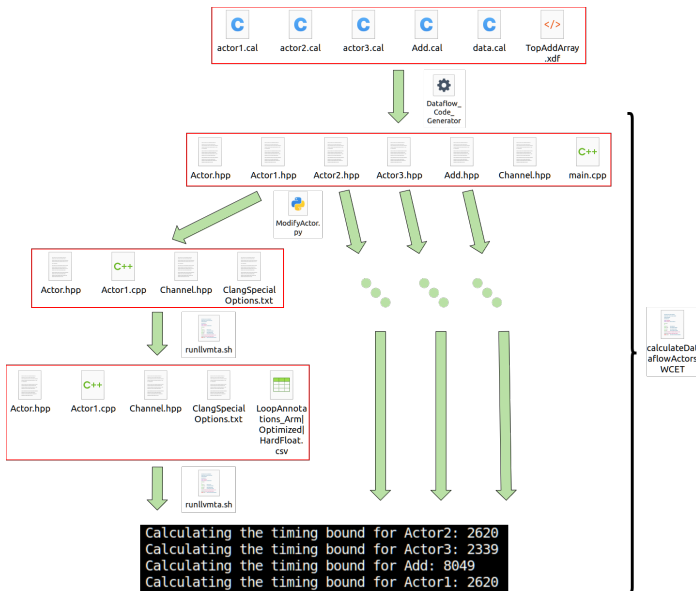 C C C C C </>
actor1.cal actor2.cal actor3.cal Add.cal data.cal TopAddArray
.xdf
Dataflow_
Code_
Generator
C++
Actor.hpp Actor1.hpp Actor2.hpp Actor3.hpp Add.hpp Channel.hpp main.cpp
ModifyActor.
py
C++
Actor.hpp Actor1.cpp Channel.hpp ClangSpecial
Options.txt
runllvmta.sh
calculateDat
aflowActors
WCET
C++
Actor.hpp Actor1.cpp Channel.hpp ClangSpecial
Options.txt
LoopAnnota
tions_Arm|
Optimized|
HardFloat.
csv
runllvmta.sh
Calculating the timing bound for Actor2: 2620
Calculating the timing bound for Actor3: 2339
Calculating the timing bound for Add: 8049
Calculating the timing bound for Actor1: 2620